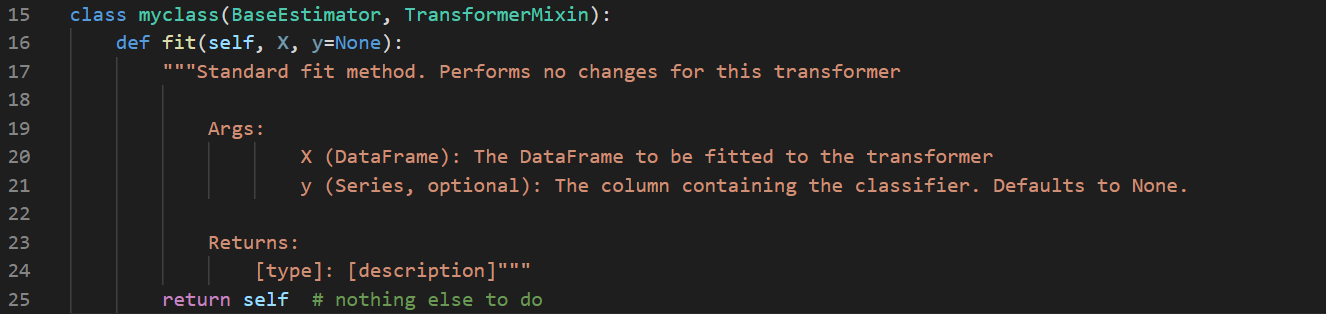 15 class myclass(BaseEstimator, TransformerMixin):
16     def fit(self, X, y=None):
17         """Standard fit method. Performs no changes for this transformer
18
19             Args:
20                     X (DataFrame): The DataFrame to be fitted to the transformer
21                     y (Series, optional): The column containing the classifier. Defaults to None.
22
23             Returns:
24                 [type]: [description]"""
25         return self  # nothing else to do